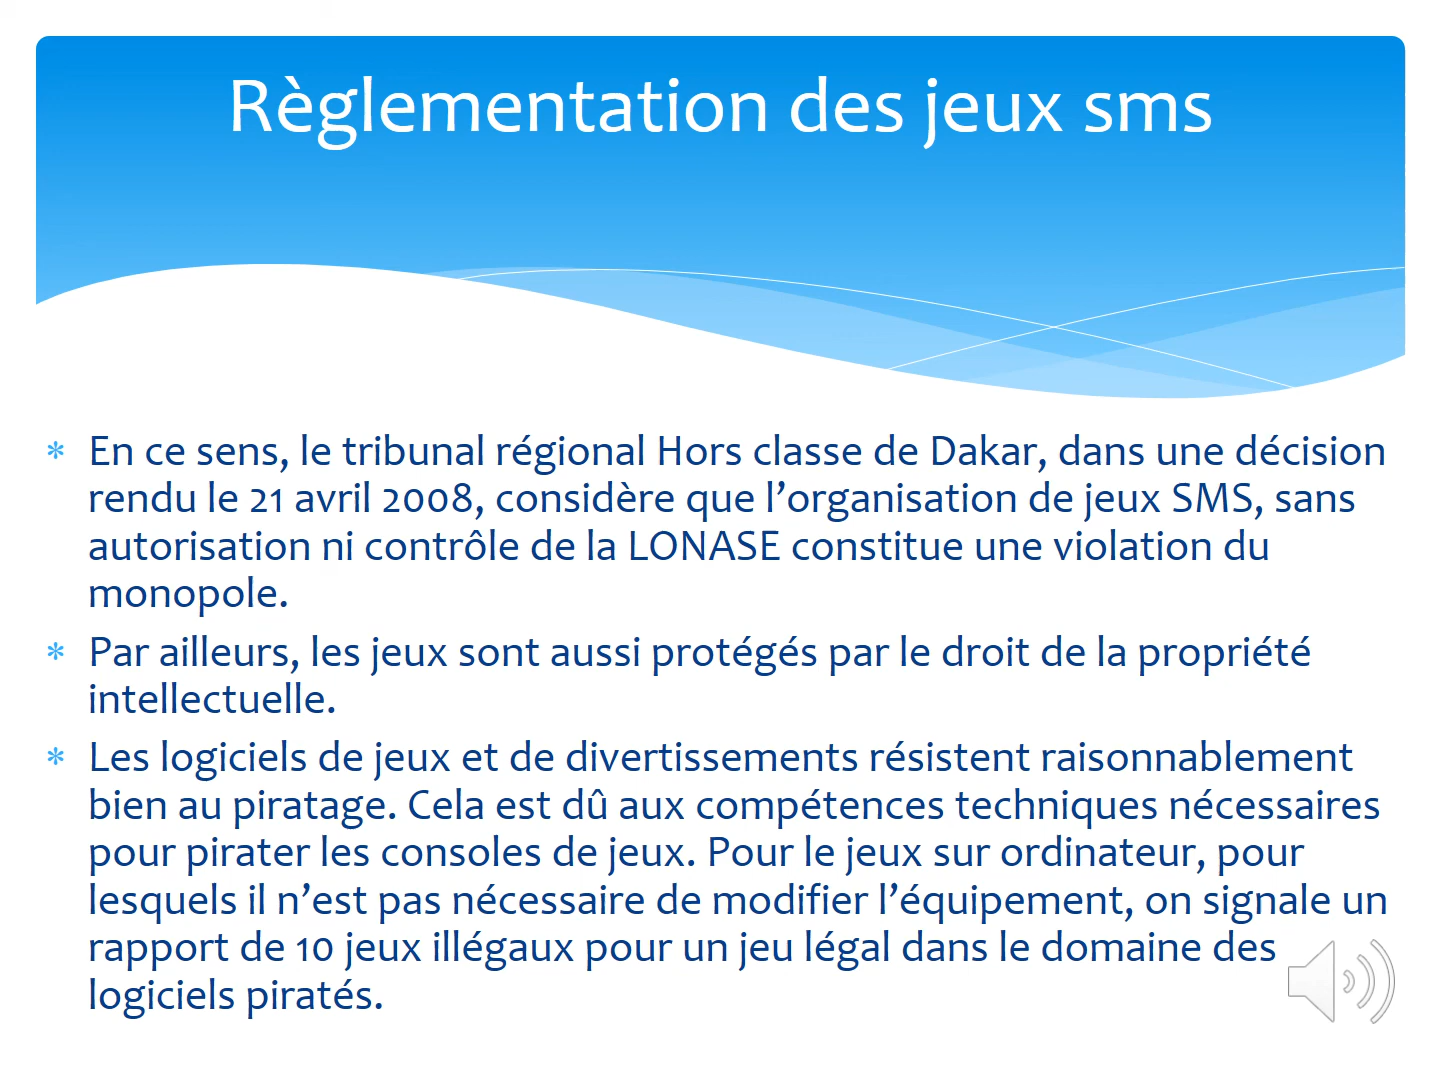 Règlementation des jeux sms
* En ce sens, le tribunal régional Hors classe de Dakar, dans une décision
rendu le 21 avril 2008, considère que l’organisation de jeux SMS, sans
autorisation ni contrôle de la LONASE constitue une violation du
monopole.
* Par ailleurs, les jeux sont aussi protégés par le droit de la propriété
intellectuelle.
* Les logiciels de jeux et de divertissements résistent raisonnablement
bien au piratage. Cela est dû aux compétences techniques nécessaires
pour pirater les consoles de jeux. Pour le jeux sur ordinateur, pour
lesquels il n’est pas nécessaire de modifier l’équipement, on signale un
rapport de 10 jeux illégaux pour un jeu légal dans le domaine des
logiciels piratés.